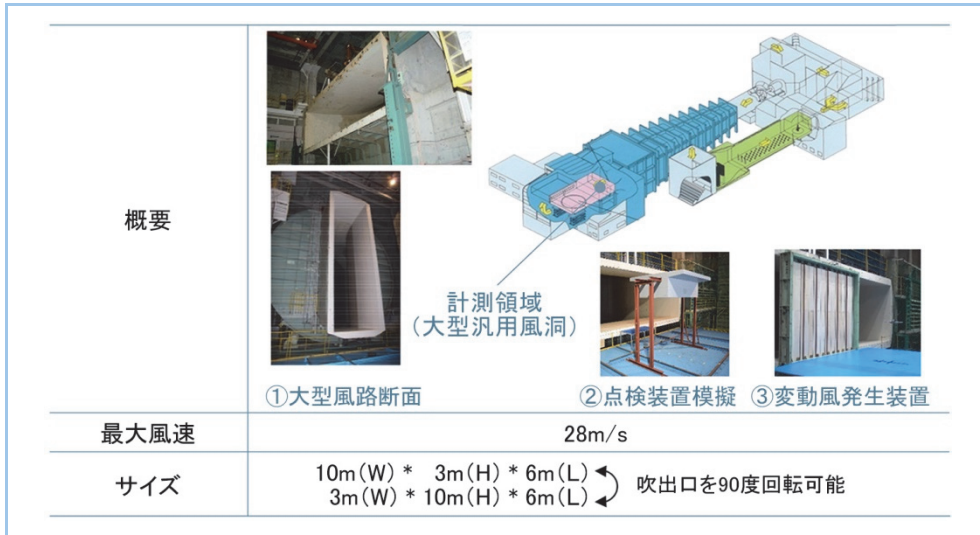 概要
計測領域
（大型汎用風洞）
①大型風路断面
②点検装置模擬
③変動風発生装置
最大風速
28m/s
サイズ
10m(W) * 3m(H) * 6m(L)
3m(W) * 10m(H) * 6m(L)
吹出口を90度回転可能